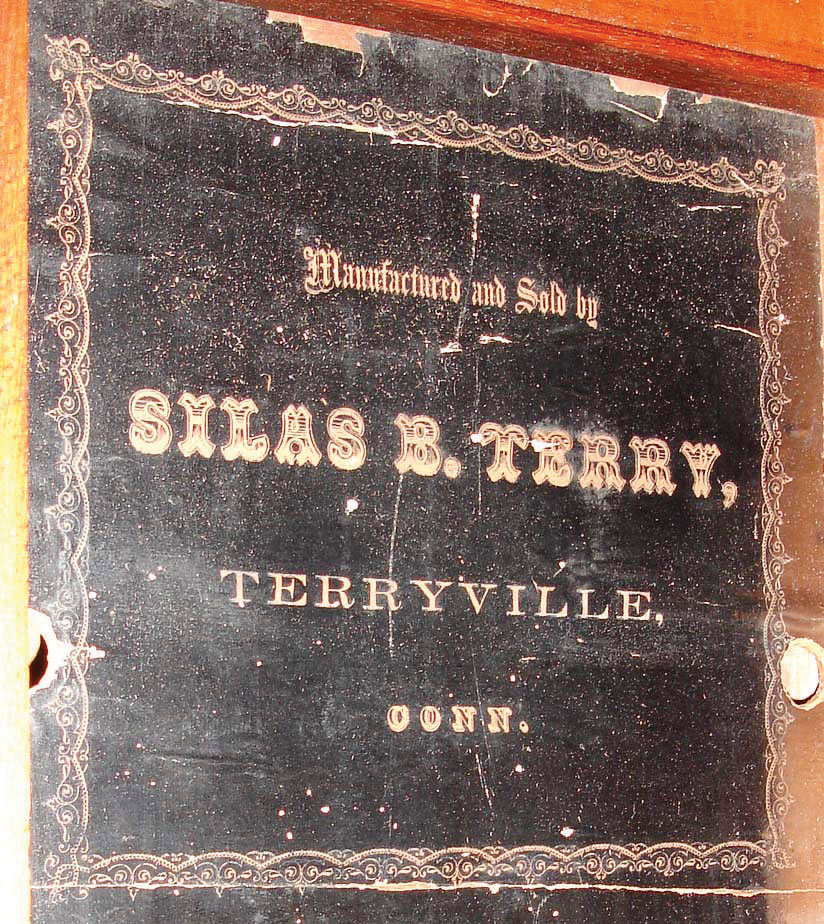 Manufactured and Sold by
SILAS B. TERRY,
TERRYVILLE,
CONN.